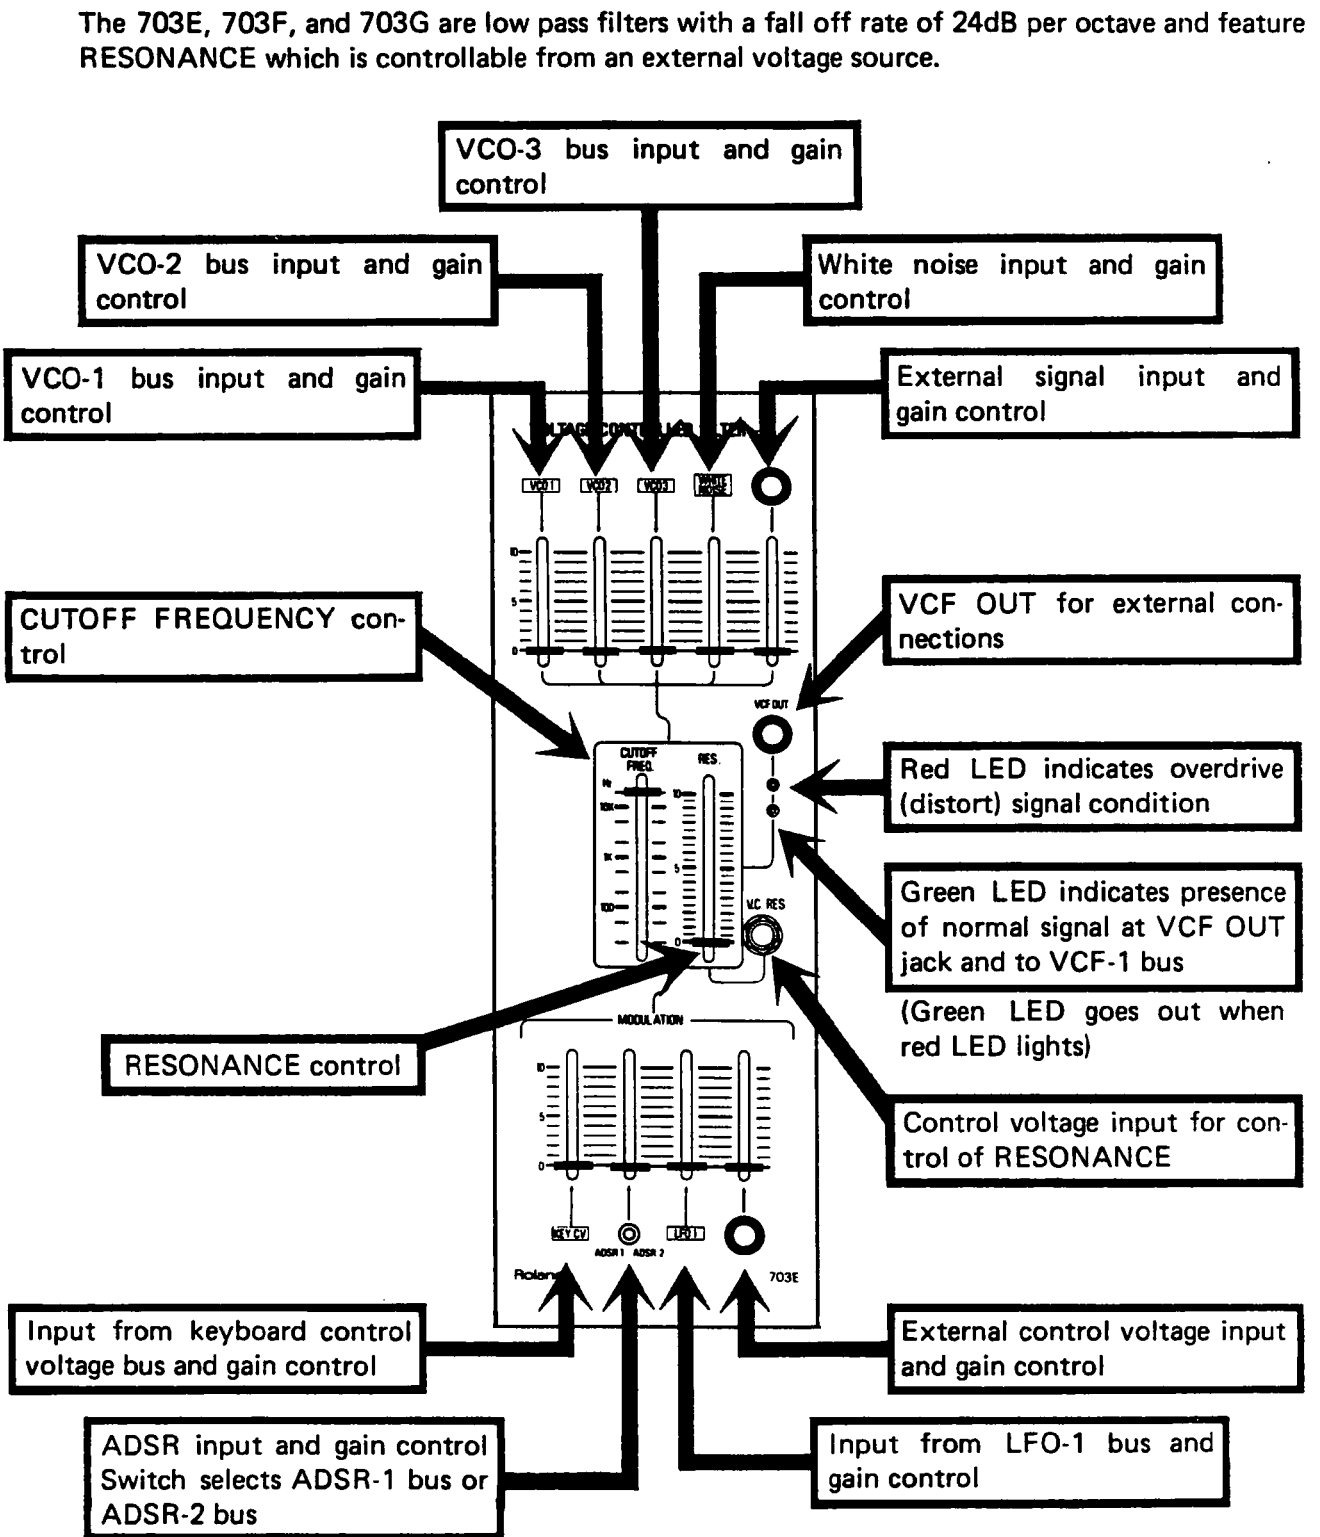 The 703E, 703F, and 703G are low pass filters with a fall off rate of 24dB per octave and feature
RESONANCE which is controllable from an external voltage source.
VCO-3 bus input and gain
control
VCO-2 bus input and gain
control
White noise input and gain
control
VCO-1 bus input and gain
control
External signal input and
gain control
VCO1 VCO2 VCO3 WHITE
NOISE
10
5
0
CUTOFF FREQUENCY con-
trol
VCF OUT for external con-
nections
VCF OUT
CUTOFF
FREQ.
RES.
Hz
10K
1K
100
10
5
0
Red LED indicates overdrive
(distort) signal condition
Green LED indicates presence
of normal signal at VCF OUT
jack and to VCF-1 bus
(Green LED goes out when
red LED lights)
V.C. RES
MODULATION
RESONANCE control
Control voltage input for con-
trol of RESONANCE
10
5
0
KEY CV
LFO 1
ADSR 1 ADSR 2
703E
Input from keyboard control
voltage bus and gain control
External control voltage input
and gain control
ADSR input and gain control
Switch selects ADSR-1 bus or
ADSR-2 bus
Input from LFO-1 bus and
gain control